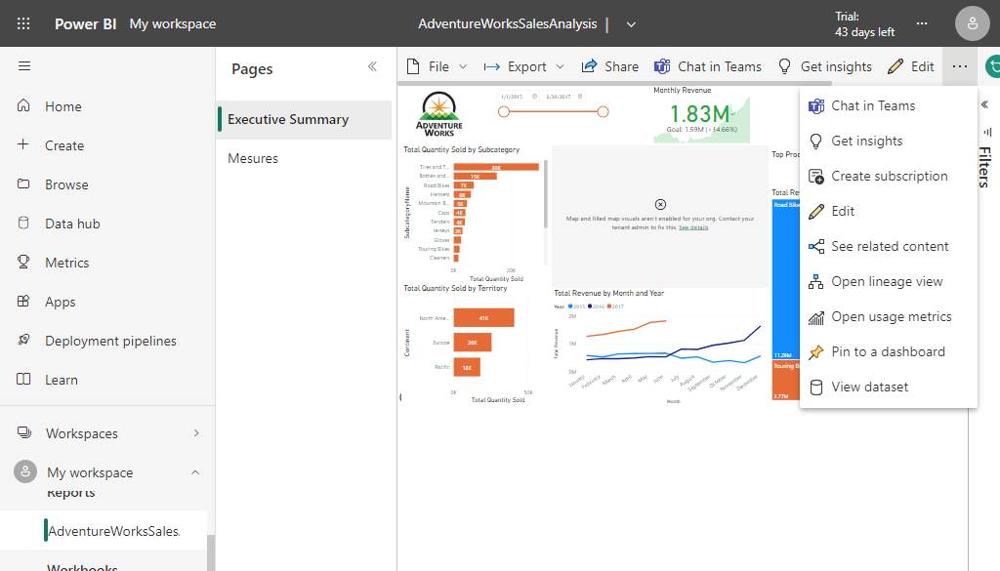 Power BI My workspace
AdventureWorksSalesAnalysis |
Trial:
43 days left
Home
Create
Browse
Data hub
Metrics
Apps
Deployment pipelines
Learn
Workspaces
My workspace
Reports
AdventureWorksSales.
Workbooks
Pages
Executive Summary
Mesures
File
Export
Share
Chat in Teams
Get insights
Edit
...
Chat in Teams
Get insights
Create subscription
Edit
See related content
Open lineage view
Open usage metrics
Pin to a dashboard
View dataset
Filters
ADVENTURE
WORKS
1/1/2015
6/30/2017
Monthly Revenue
1.83M
Goal: 1.59M (+14.66%)
Total Quantity Sold by Subcategory
SubcategoryName
Tires and T...
Bottles and...
Road Bikes
Helmets
Mountain B...
Caps
Fenders
Jerseys
Gloves
Touring Bikes
Cleaners
30K
15K
7K
6K
5K
4K
4K
3K
0K
20K
Total Quantity Sold
Map and filled map visuals aren't enabled for your org. Contact your
tenant admin to fix this. See details
Top Proc
Total Re
Road Bike
11.29M
Touring B
3.77M
Total Quantity Sold by Territory
Continent
North Ame...
Europe
Pacific
41K
26K
18K
0K
50K
Total Quantity Sold
Total Revenue by Month and Year
Year 2015 2016 2017
Total Revenue
2M
1M
0M
January
February
March
April
May
June
July
August
September
October
November
December
Month